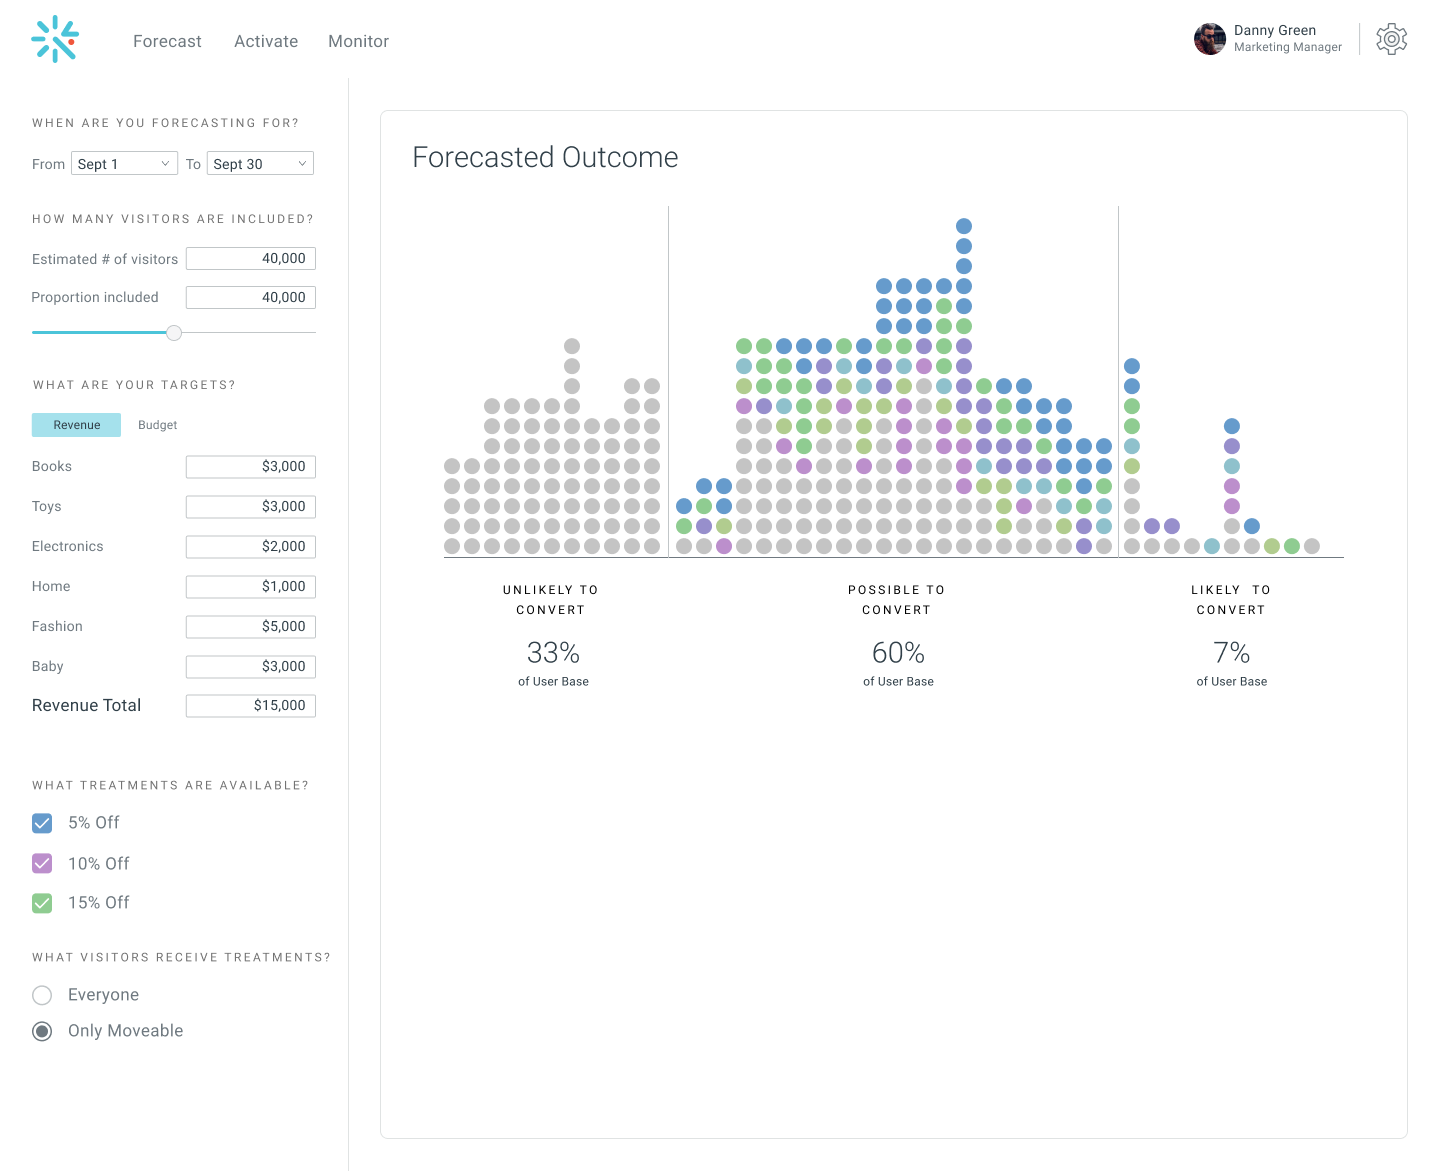 Forecast Activate Monitor
Danny Green
Marketing Manager
WHEN ARE YOU FORECASTING FOR?
From Sept 1 To Sept 30
HOW MANY VISITORS ARE INCLUDED?
Estimated # of visitors 40,000
Proportion included 40,000
WHAT ARE YOUR TARGETS?
Revenue Budget
Books $3,000
Toys $3,000
Electronics $2,000
Home $1,000
Fashion $5,000
Baby $3,000
Revenue Total $15,000
WHAT TREATMENTS ARE AVAILABLE?
5% Off
10% Off
15% Off
WHAT VISITORS RECEIVE TREATMENTS?
Everyone
Only Moveable
Forecasted Outcome
UNLIKELY TO
CONVERT
33%
of User Base
POSSIBLE TO
CONVERT
60%
of User Base
LIKELY TO
CONVERT
7%
of User Base